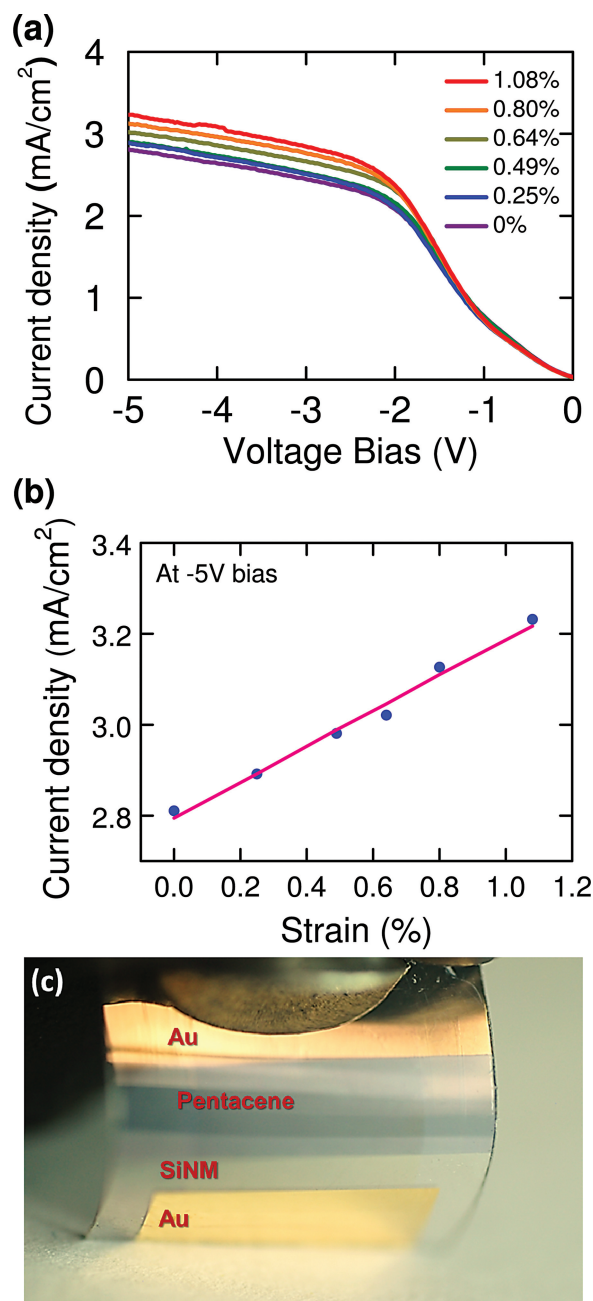 (a)
Current density (mA/cm²)
4
3
2
1
0
1.08%
0.80%
0.64%
0.49%
0.25%
0%
-5 -4 -3 -2 -1 0
Voltage Bias (V)
(b)
Current density (mA/cm²)
3.4
3.2
3.0
2.8
At -5V bias
0.0 0.2 0.4 0.6 0.8 1.0 1.2
Strain (%)
(c)
Au
Pentacene
SiNM
Au